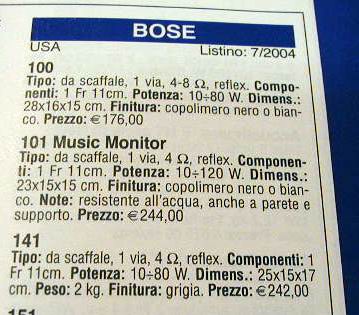 BOSE
USA Listino: 7/2004
100
Tipo: da scaffale, 1 via, 4-8 Ω, reflex. Compo-
nenti: 1 Fr 11cm. Potenza: 10÷80 W. Dimens.:
28x16x15 cm. Finitura: copolimero nero o bian-
co. Prezzo: €176,00
101 Music Monitor
Tipo: da scaffale, 1 via, 4 Ω, reflex. Componen-
ti: 1 Fr 11cm. Potenza: 10÷120 W. Dimens.:
23x15x15 cm. Finitura: copolimero nero o bian-
co. Note: resistente all'acqua, anche a parete e
supporto. Prezzo: €244,00
141
Tipo: da scaffale, 1 via, 4 Ω, reflex. Componenti: 1
Fr 11cm. Potenza: 10÷80 W. Dimens.: 25x15x17
cm. Peso: 2 kg. Finitura: grigia. Prezzo: €242,00
151